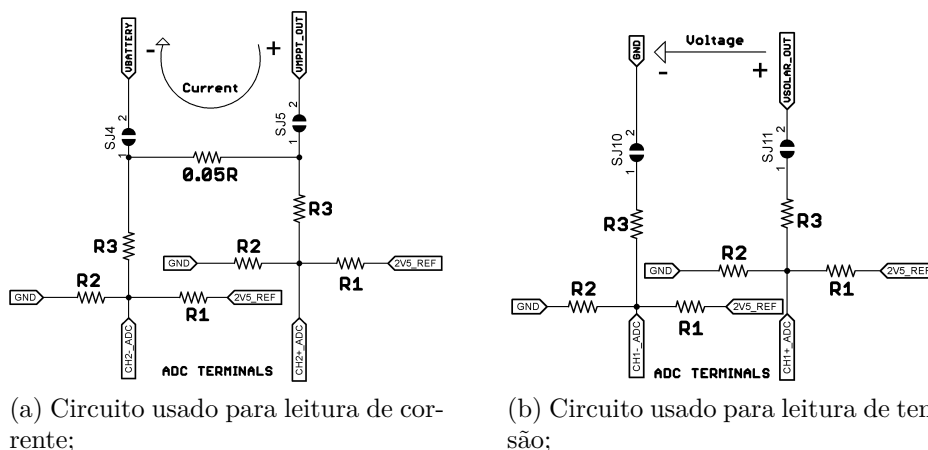 VBATTERY
VMPPT_OUT
- +
Current
2
SJ4
1
2
SJ5
1
0.05R
R3
R3
R2
GND
R1
2V5_REF
R2
GND
R1
2V5_REF
CH2-_ADC
CH2+_ADC
ADC TERMINALS
(a) Circuito usado para leitura de cor-
rente;
GND
Voltage
- +
VSOLAR_OUT
2
SJ10
1
2
SJ11
1
R3
R3
R2
GND
R1
2V5_REF
R2
GND
R1
2V5_REF
CH1-_ADC
CH1+_ADC
ADC TERMINALS
(b) Circuito usado para leitura de ten
são;